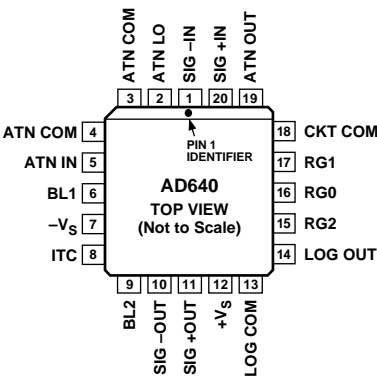 ATN COM
ATN LO
SIG –IN
SIG +IN
ATN OUT
3 2 1 20 19
ATN COM 4
ATN IN 5
BL1 6
–VS 7
ITC 8
PIN 1
IDENTIFIER
AD640
TOP VIEW
(Not to Scale)
18 CKT COM
17 RG1
16 RG0
15 RG2
14 LOG OUT
9 10 11 12 13
BL2
SIG –OUT
SIG +OUT
+VS
LOG COM